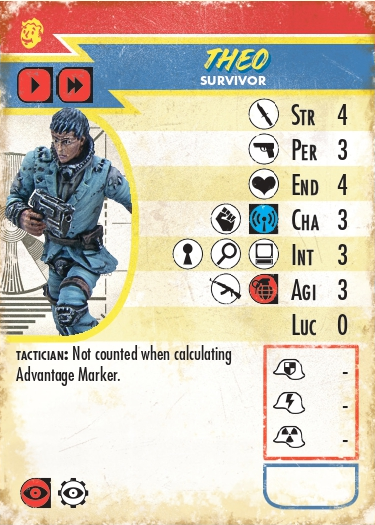 THEO
SURVIVOR
STR 4
PER 3
END 4
CHA 3
INT 3
AGI 3
LUC 0
TACTICIAN: Not counted when calculating
Advantage Marker.
-
-
-